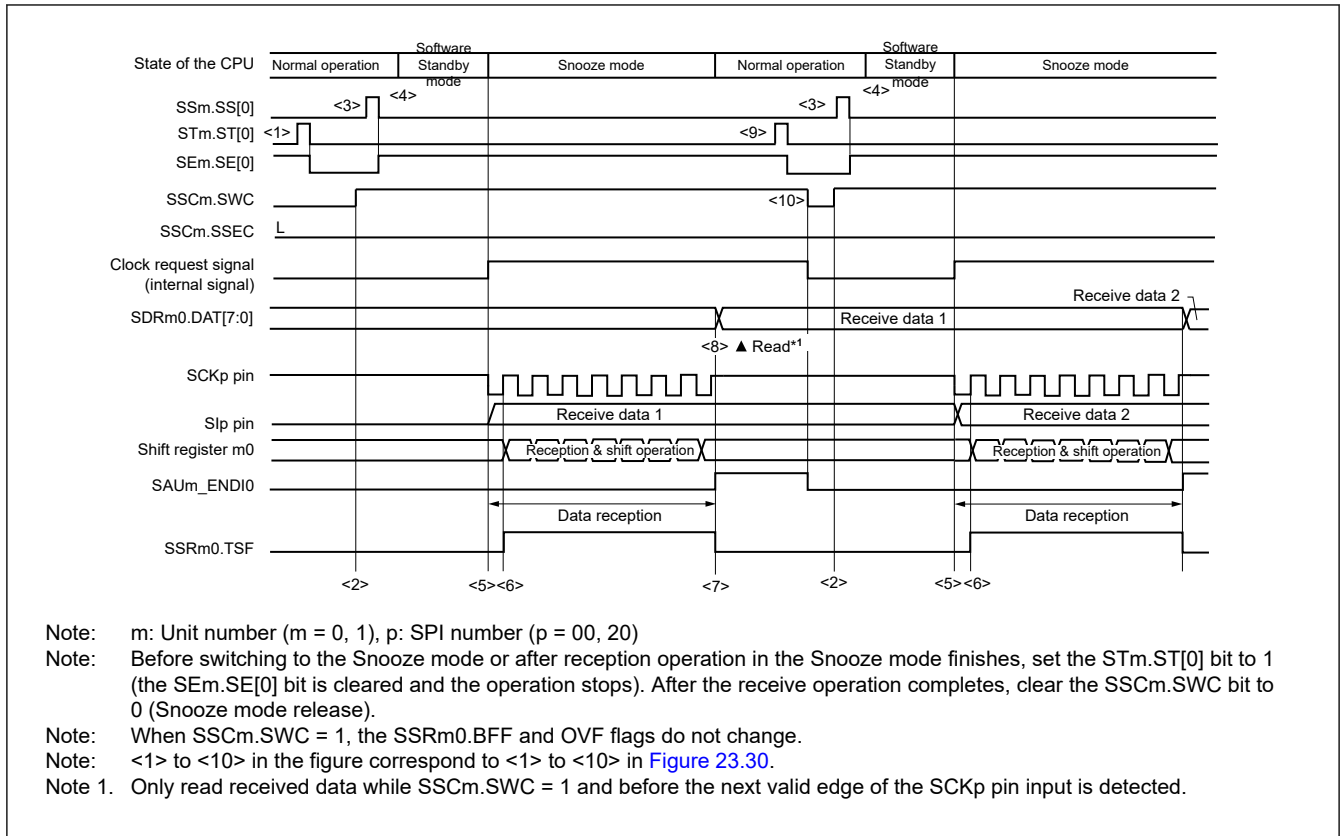 State of the CPU Normal operation Software Standby mode Snooze mode Normal operation Software Standby mode Snooze mode
SSm.SS[0] <3> <4> <3> <4>
STm.ST[0] <1> <9>
SEm.SE[0]
SSCm.SWC <10>
SSCm.SSEC L
Clock request signal
(internal signal)
Receive data 2
SDRm0.DAT[7:0] Receive data 1
<8> ▲ Read*1
SCKp pin
SIp pin Receive data 1 Receive data 2
Shift register m0 Reception & shift operation Reception & shift operation
SAUm_ENDI0
Data reception Data reception
SSRm0.TSF
<2> <5> <6> <7> <2> <5> <6>
Note: m: Unit number (m = 0, 1), p: SPI number (p = 00, 20)
Note: Before switching to the Snooze mode or after reception operation in the Snooze mode finishes, set the STm.ST[0] bit to 1
(the SEm.SE[0] bit is cleared and the operation stops). After the receive operation completes, clear the SSCm.SWC bit to
0 (Snooze mode release).
Note: When SSCm.SWC = 1, the SSRm0.BFF and OVF flags do not change.
Note: <1> to <10> in the figure correspond to <1> to <10> in Figure 23.30.
Note 1. Only read received data while SSCm.SWC = 1 and before the next valid edge of the SCKp pin input is detected.